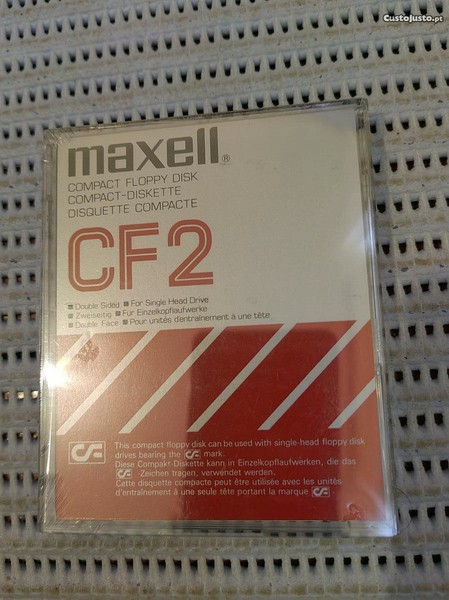 CustoJusto.pt
maxell®
COMPACT FLOPPY DISK
COMPACT-DISKETTE
DISQUETTE COMPACTE
CF2
■ Double Sided ■ For Single Head Drive
■ Zweiseitig ■ Für Einzelkopflaufwerke
■ Double Face ■ Pour unités d'entraînement à une tête
This compact floppy disk can be used with single-head floppy disk
drives bearing the CF mark.
Diese Compakt-Diskette kann in Einzelkopflaufwerken, die das
CF -Zeichen tragen, verwendet werden.
Cette disquette compacte peut être utilisée avec les unités
d'entraînement à une seule tête portant la marque CF